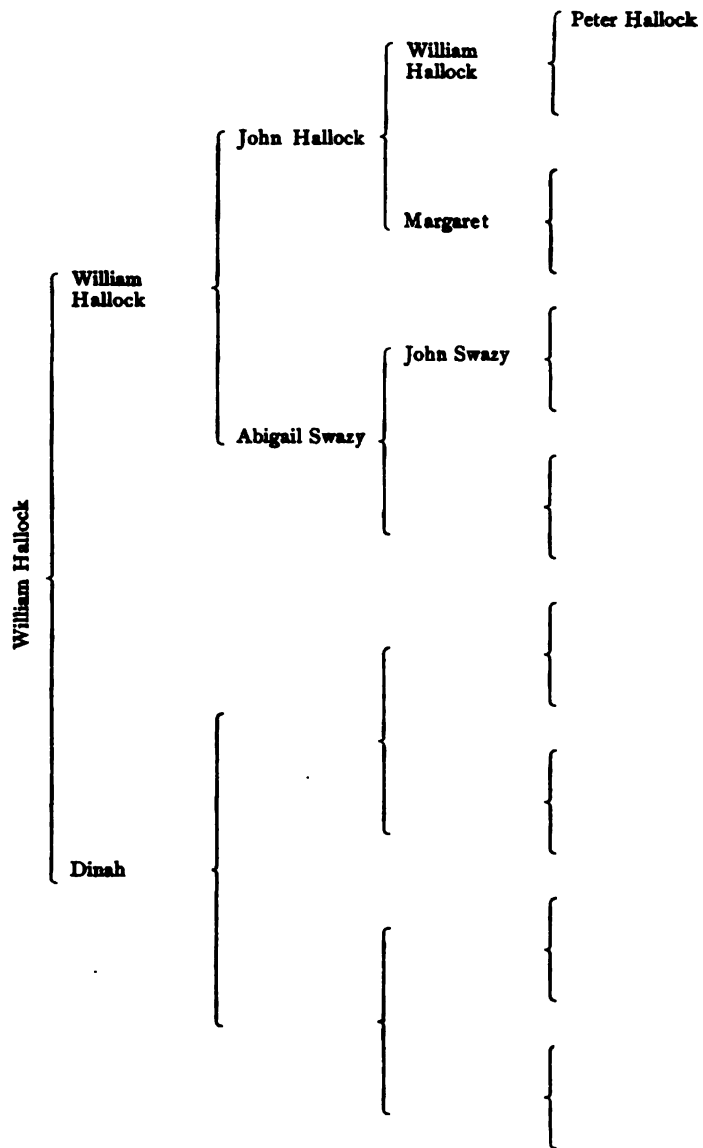 Peter Hallock
William
Hallock
John Hallock
Margaret
William
Hallock
John Swazy
Abigail Swazy
William Hallock
Dinah